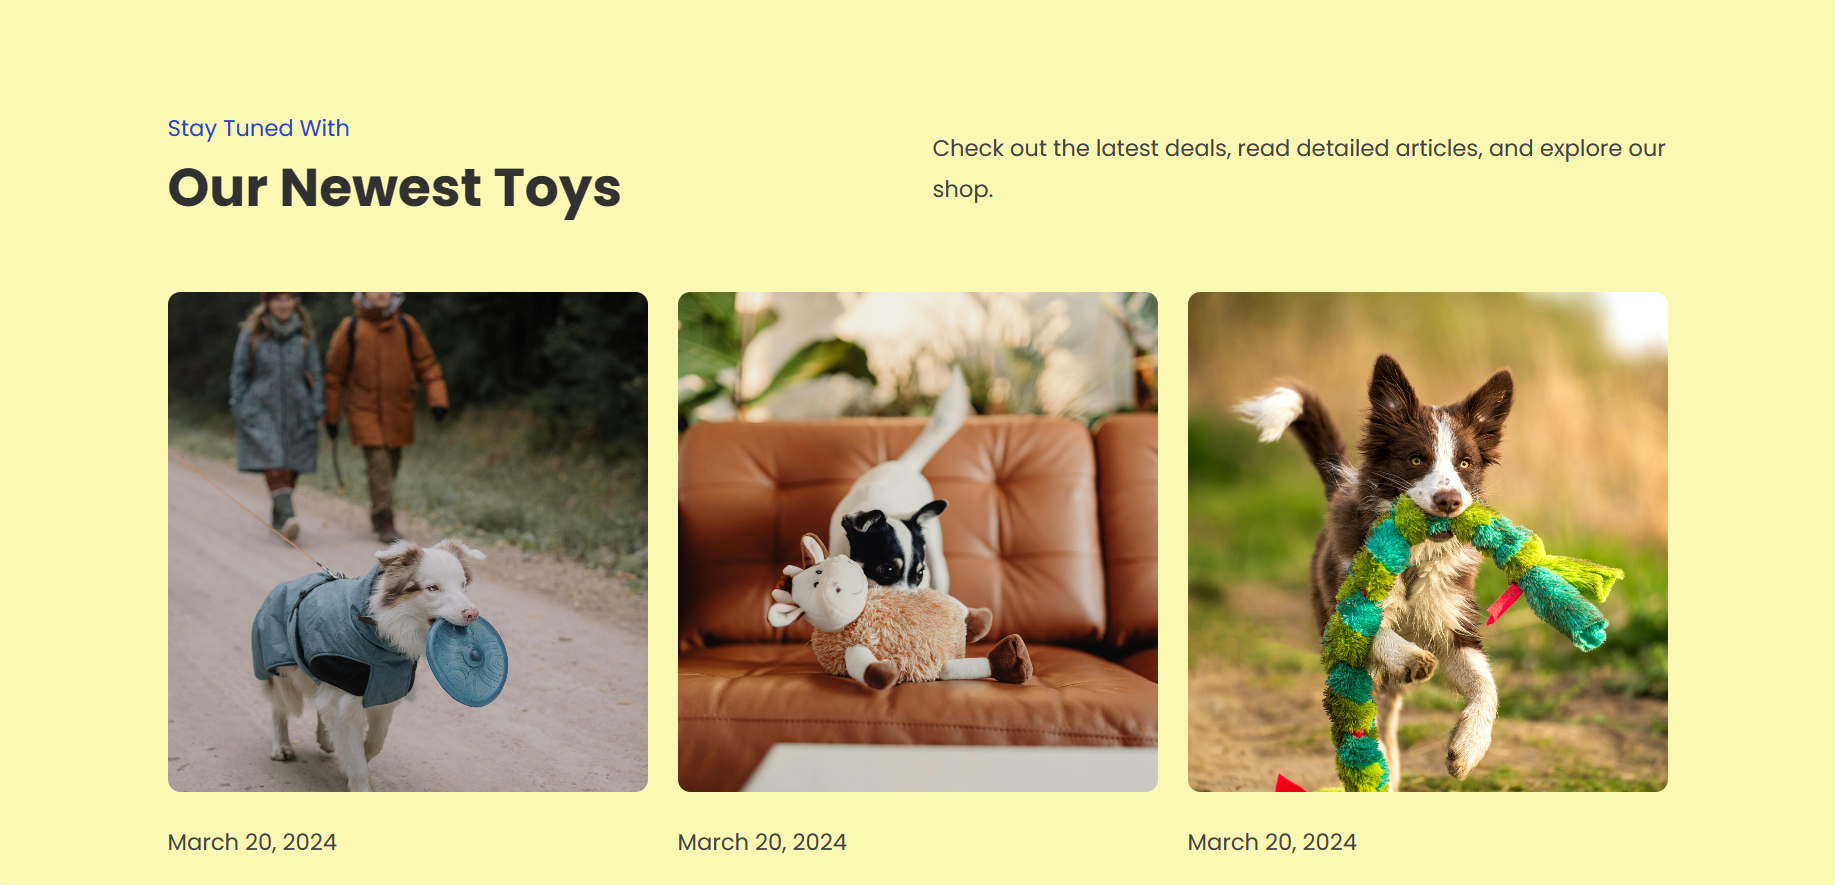 Stay Tuned With
Our Newest Toys
Check out the latest deals, read detailed articles, and explore our
shop.
March 20, 2024
March 20, 2024
March 20, 2024